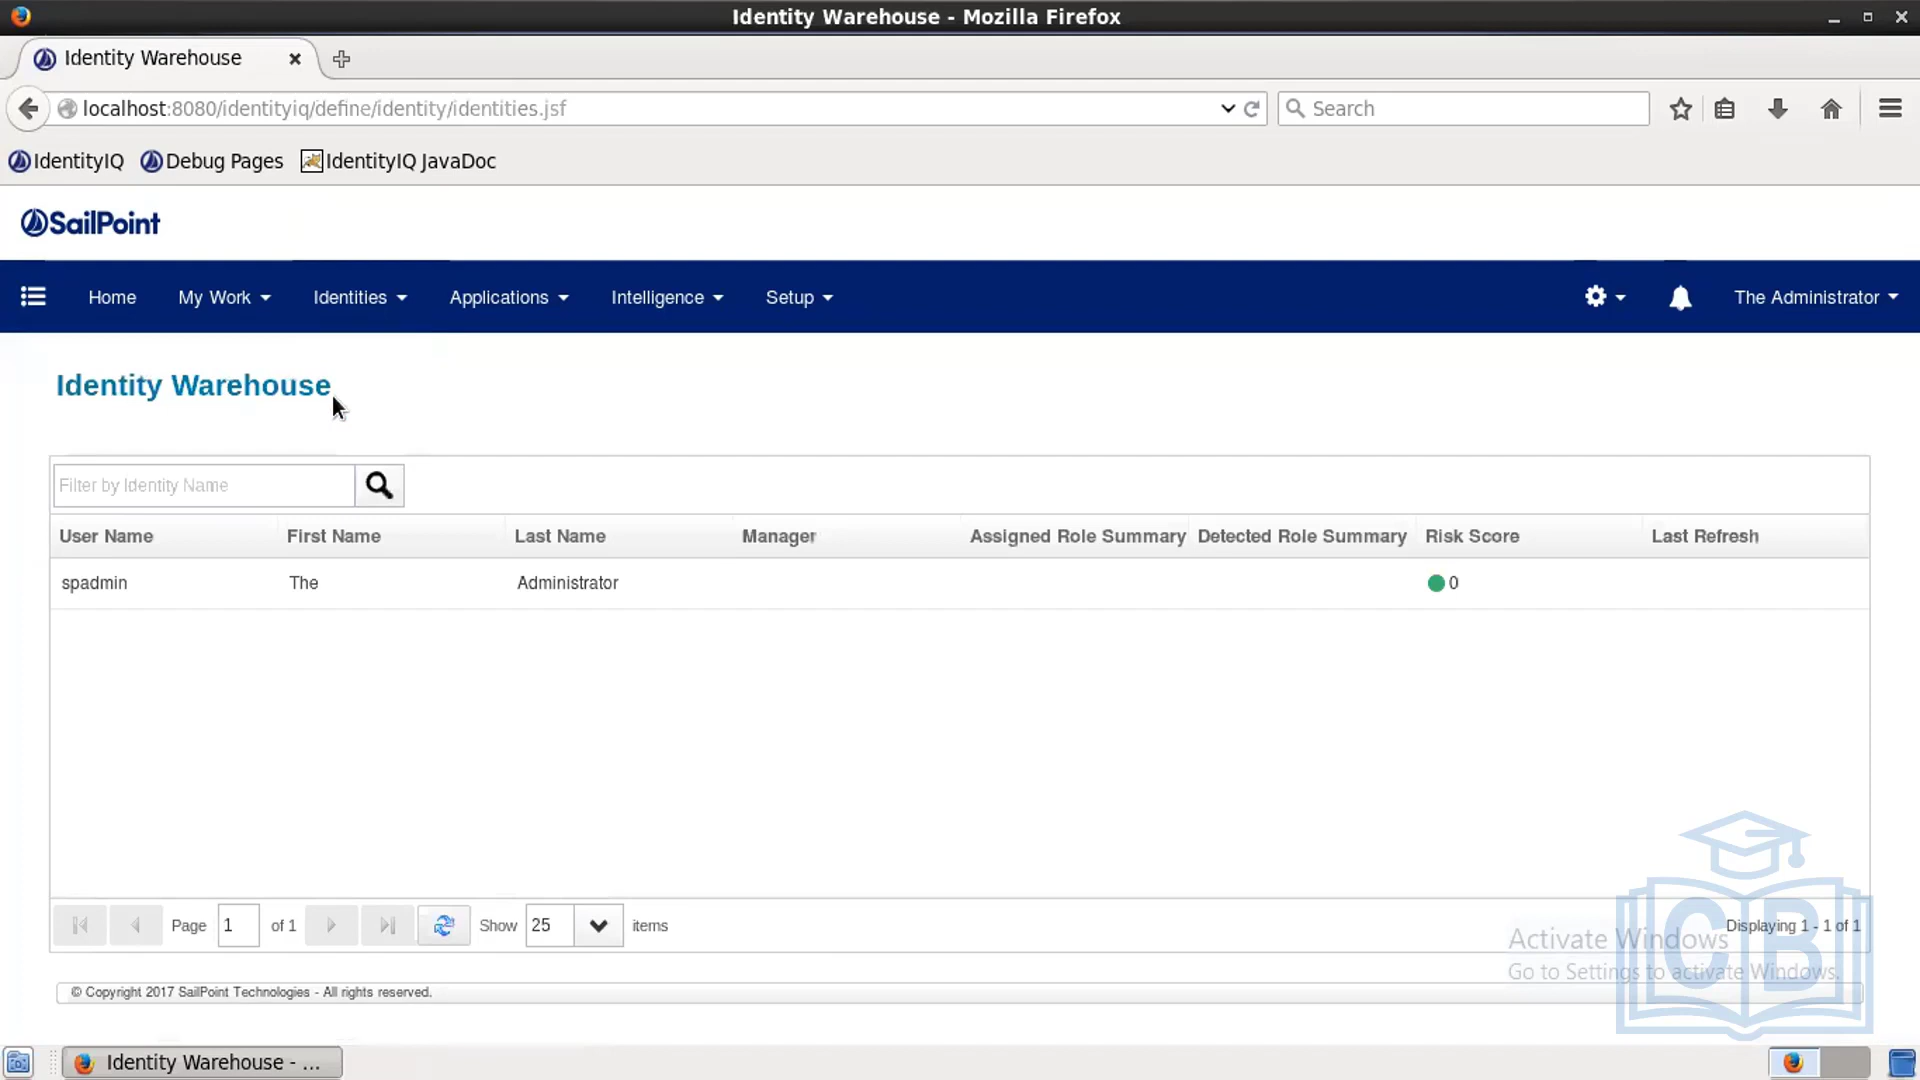 Identity Warehouse - Mozilla Firefox
Identity Warehouse
localhost:8080/identityiq/define/identity/identities.jsf
Search
IdentityIQ Debug Pages IdentityIQ JavaDoc
SailPoint
Home My Work Identities Applications Intelligence Setup The Administrator
Identity Warehouse
Filter by Identity Name
User Name First Name Last Name Manager Assigned Role Summary Detected Role Summary Risk Score Last Refresh
spadmin The Administrator 0
Page 1 of 1 Show 25 items Displaying 1 - 1 of 1
Activate Windows
Go to Settings to activate Windows.
CB
© Copyright 2017 SailPoint Technologies - All rights reserved.
Identity Warehouse - ...